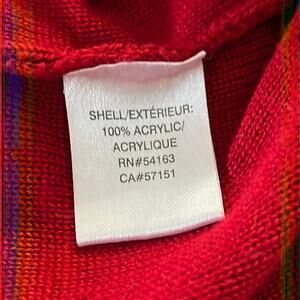 SHELL/EXTÉRIEUR:
100% ACRYLIC/
ACRYLIQUE
RN#54163
CA#57151